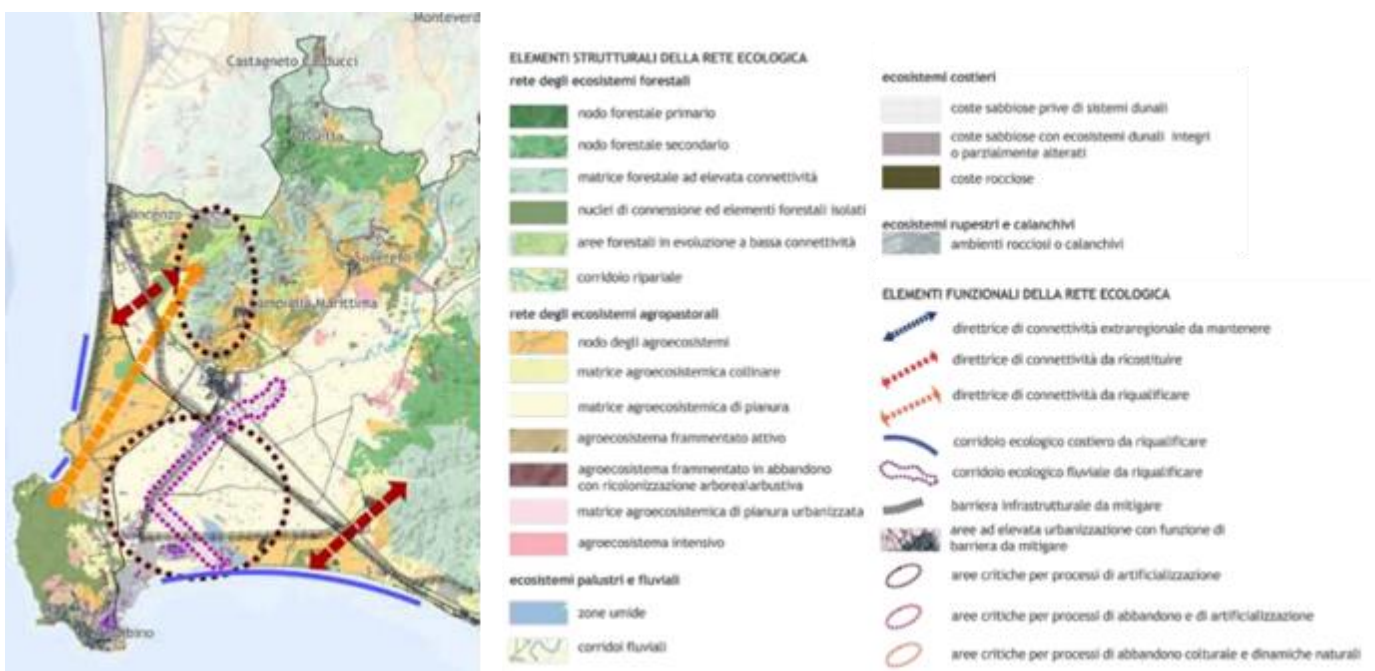 Monteverd
Castagneto Carducci
Suvereto
Campiglia Marittima
ELEMENTI STRUTTURALI DELLA RETE ECOLOGICA
rete degli ecosistemi forestali
nodo forestale primario
nodo forestale secondario
matrice forestale ad elevata connettività
nuclei di connessione ed elementi forestali isolati
aree forestali in evoluzione a bassa connettività
corridoio ripariale
rete degli ecosistemi agropastorali
nodo degli agroecosistemi
matrice agroecosistemica collinare
matrice agroecosistemica di pianura
agroecosistema frammentato attivo
agroecosistema frammentato in abbandono
con ricolonizzazione arborea\arbustiva
matrice agroecosistemica di pianura urbanizzata
agroecosistema intensivo
ecosistemi palustri e fluviali
zone umide
corridoi fluviali
ecosistemi costieri
coste sabbiose prive di sistemi dunali
coste sabbiose con ecosistemi dunali integri
o parzialmente alterati
coste rocciose
ecosistemi rupestri e calanchivi
ambienti rocciosi o calanchivi
ELEMENTI FUNZIONALI DELLA RETE ECOLOGICA
direttrice di connettività extraregionale da mantenere
direttrice di connettività da ricostituire
direttrice di connettività da riqualificare
corridoio ecologico costiero da riqualificare
corridoio ecologico fluviale da riqualificare
barriera infrastrutturale da mitigare
aree ad elevata urbanizzazione con funzione di
barriera da mitigare
aree critiche per processi di artificializzazione
aree critiche per processi di abbandono e di artificializzazione
aree critiche per processi di abbandono colturale e dinamiche naturali